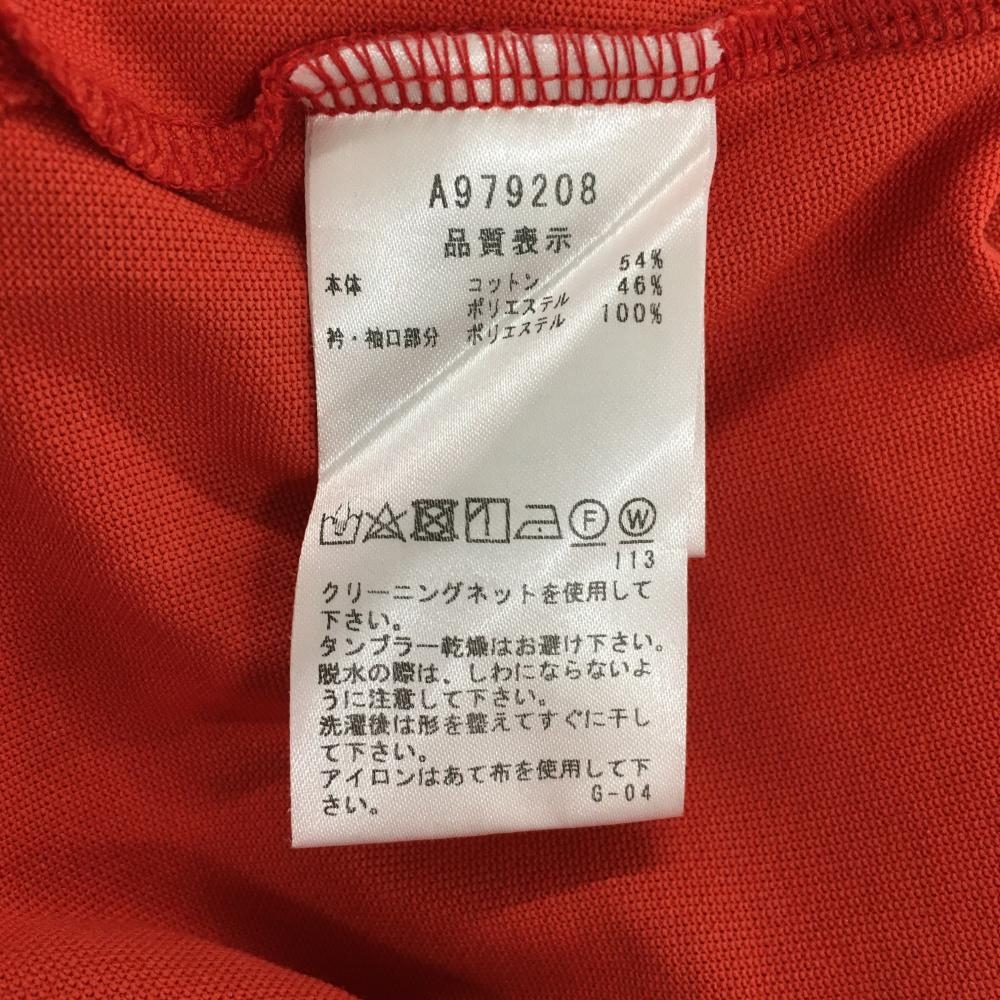 A979208
品質表示
本体 コットン 54%
ポリエステル 46%
衿・袖口部分 ポリエステル 100%
F W
113
クリーニングネットを使用して
下さい。
タンブラー乾燥はお避け下さい。
脱水の際は、しわにならないよ
うに注意して下さい。
洗濯後は形を整えてすぐに干し
て下さい。
アイロンはあて布を使用して下
さい。 G-04